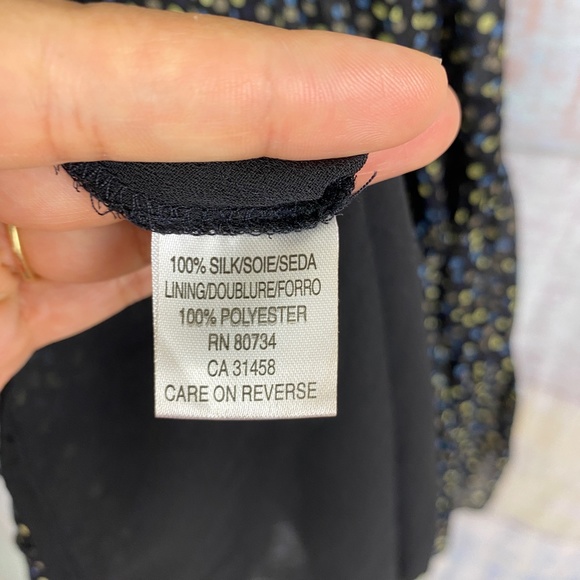 100% SILK/SOIE/SEDA
LINING/DOUBLURE/FORRO
100% POLYESTER
RN 80734
CA 31458
CARE ON REVERSE